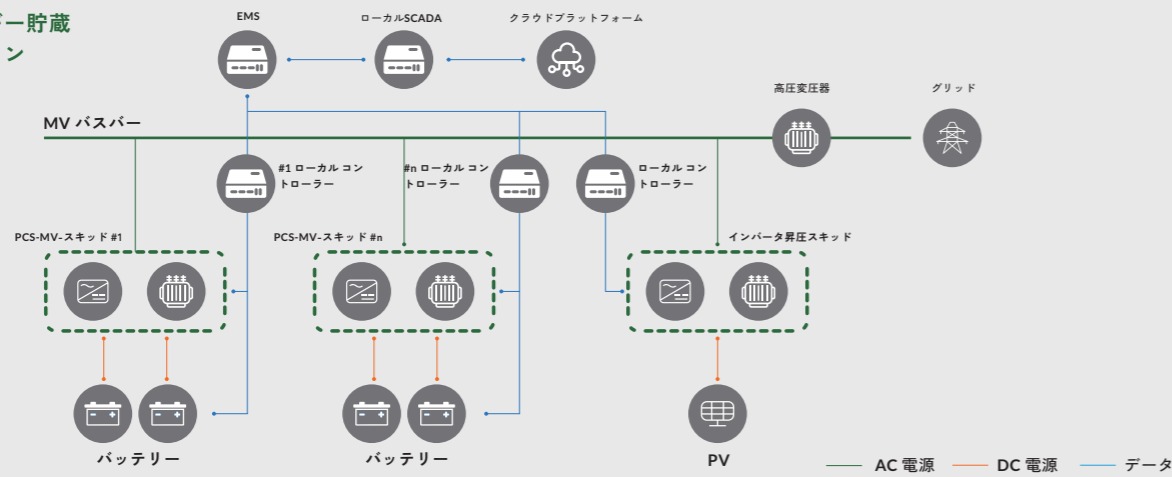 ー貯蔵
ン
EMS
ローカルSCADA
クラウドプラットフォーム
高圧変圧器
グリッド
MV バスバー
#1 ローカル コン
トローラー
#n ローカル コン
トローラー
ローカル コン
トローラー
PCS-MV-スキッド #1
PCS-MV-スキッド #n
インバータ昇圧スキッド
バッテリー
バッテリー
PV
AC 電源
DC 電源
データ